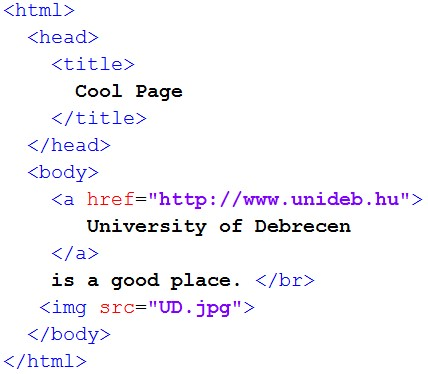 <html>
<head>
<title>
Cool Page
</title>
</head>
<body>
<a href="http://www.unideb.hu">
University of Debrecen
</a>
is a good place. </br>
<img src="UD.jpg">
</body>
</html>